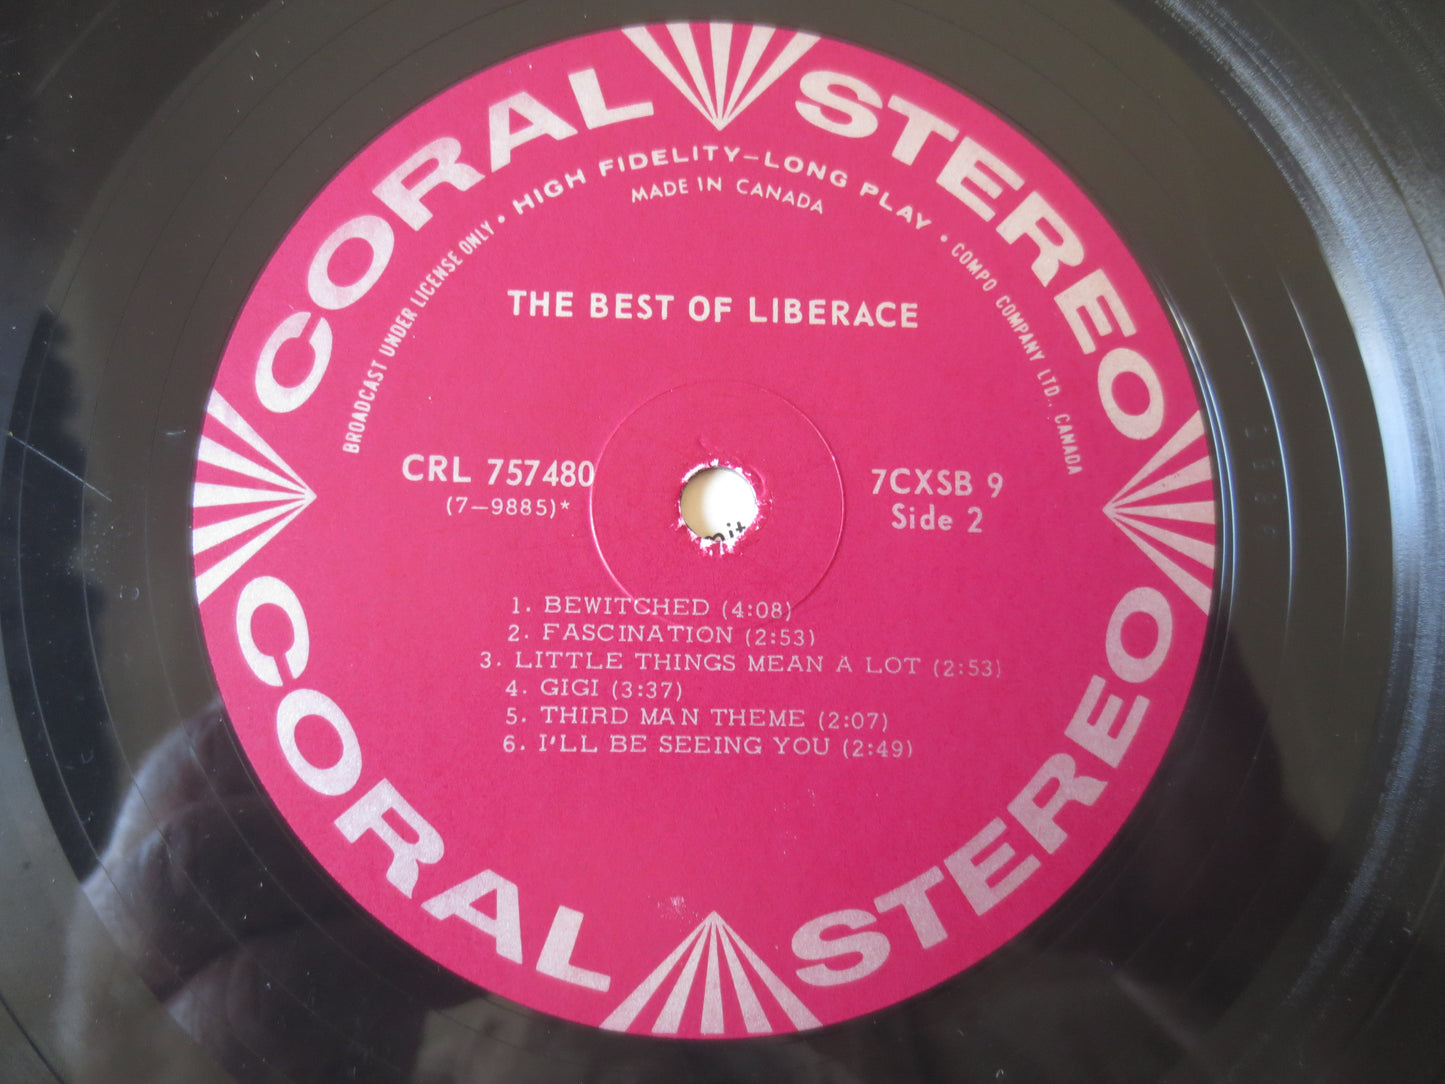 CORAL STEREO
HIGH FIDELITY—LONG PLAY
MADE IN CANADA
BROADCAST UNDER LICENSE ONLY •
• COMPO COMPANY LTD., CANADA
THE BEST OF LIBERACE
CRL 757480
(7—9885)*
7CXSB 9
Side 2
1. BEWITCHED (4:08)
2. FASCINATION (2:53)
3. LITTLE THINGS MEAN A LOT (2:53)
4. GIGI (3:37)
5. THIRD MAN THEME (2:07)
6. I'LL BE SEEING YOU (2:49)
CORAL STEREO